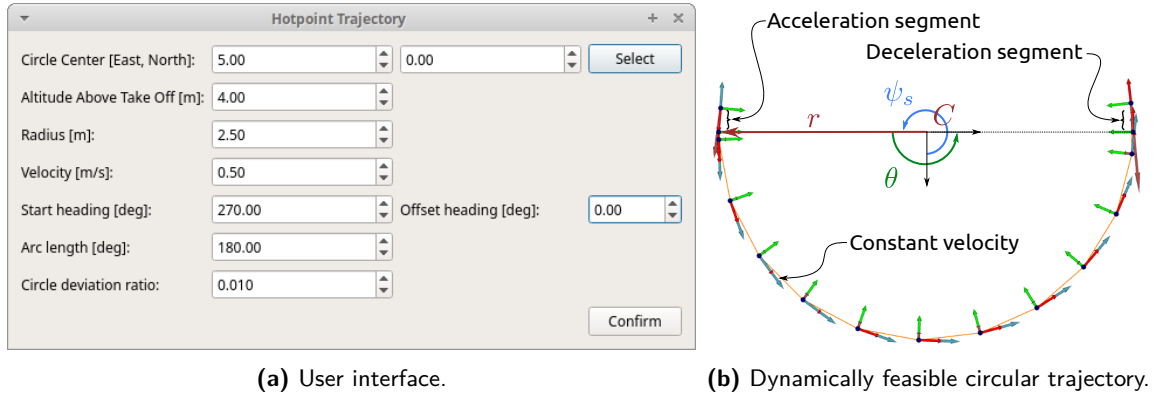 Hotpoint Trajectory
Circle Center [East, North]: 5.00 0.00 Select
Altitude Above Take Off [m]: 4.00
Radius [m]: 2.50
Velocity [m/s]: 0.50
Start heading [deg]: 270.00 Offset heading [deg]: 0.00
Arc length [deg]: 180.00
Circle deviation ratio: 0.010
Confirm
(a) User interface.
Acceleration segment
Deceleration segment
ψₛ
r
C
θ
Constant velocity
(b) Dynamically feasible circular trajectory.